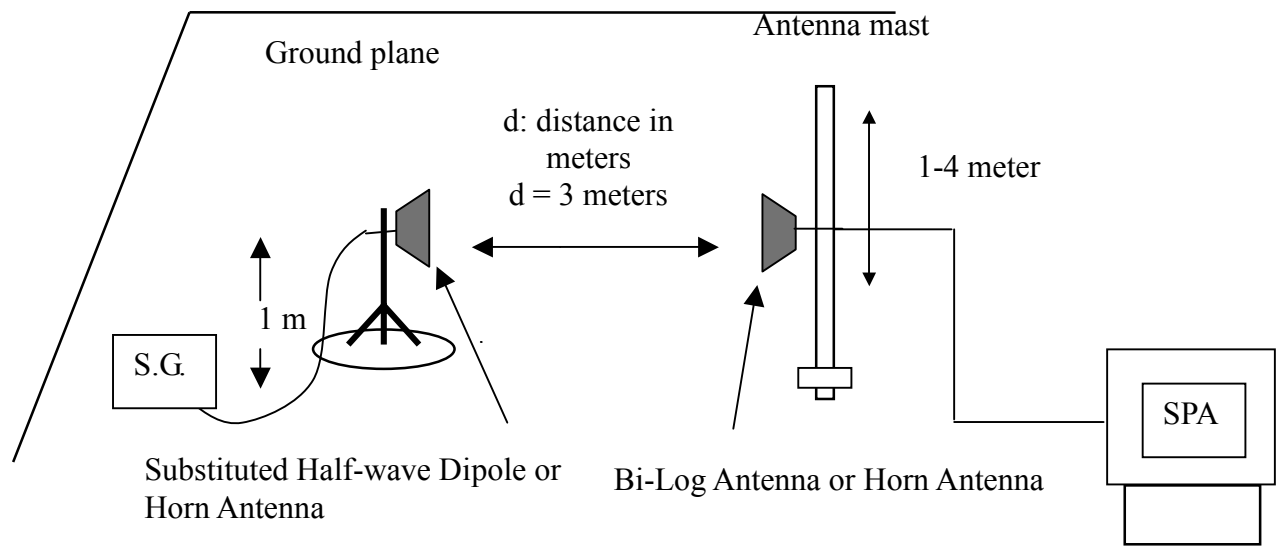 Antenna mast
Ground plane
d: distance in
meters
d = 3 meters
1-4 meter
1 m
S.G.
SPA
Substituted Half-wave Dipole or
Horn Antenna
Bi-Log Antenna or Horn Antenna